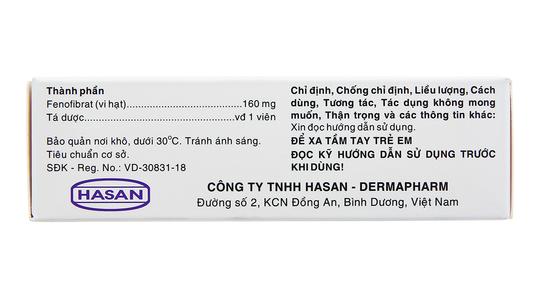 Thành phần
Fenofibrat (vi hạt)........................................160 mg
Tá dược..................................................vđ 1 viên
Bảo quản nơi khô, dưới 30°C. Tránh ánh sáng.
Tiêu chuẩn cơ sở.
SĐK - Reg. No.: VD-30831-18
Chỉ định, Chống chỉ định, Liều lượng, Cách
dùng, Tương tác, Tác dụng không mong
muốn, Thận trọng và các thông tin khác:
Xin đọc hướng dẫn sử dụng.
ĐỂ XA TẦM TAY TRẺ EM
ĐỌC KỸ HƯỚNG DẪN SỬ DỤNG TRƯỚC
KHI DÙNG!
HASAN
CÔNG TY TNHH HASAN - DERMAPHARM
Đường số 2, KCN Đồng An, Bình Dương, Việt Nam